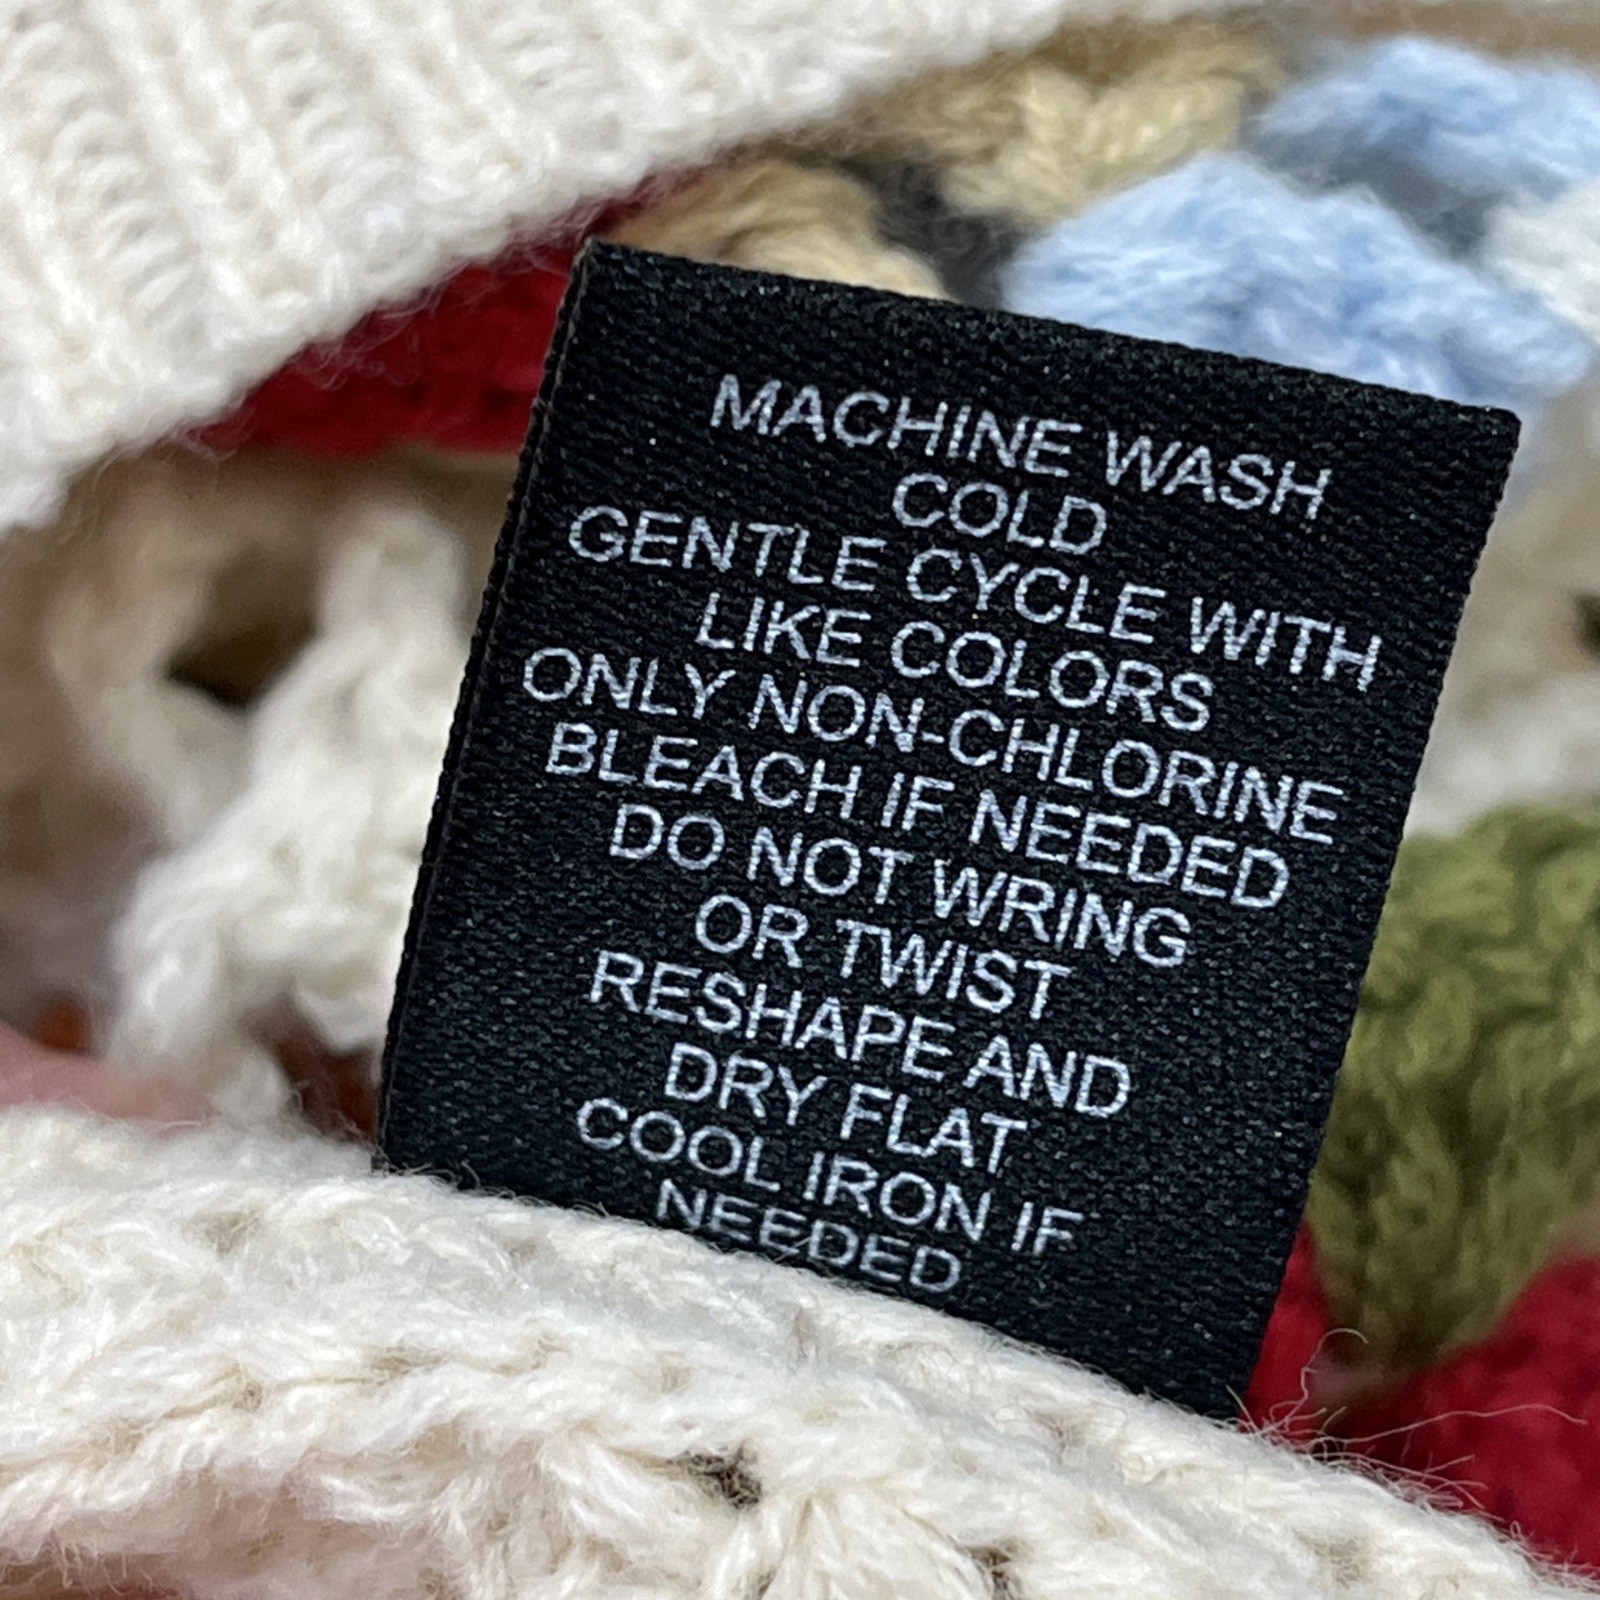 MACHINE WASH
COLD
GENTLE CYCLE WITH
LIKE COLORS
ONLY NON-CHLORINE
BLEACH IF NEEDED
DO NOT WRING
OR TWIST
RESHAPE AND
DRY FLAT
COOL IRON IF
NEEDED